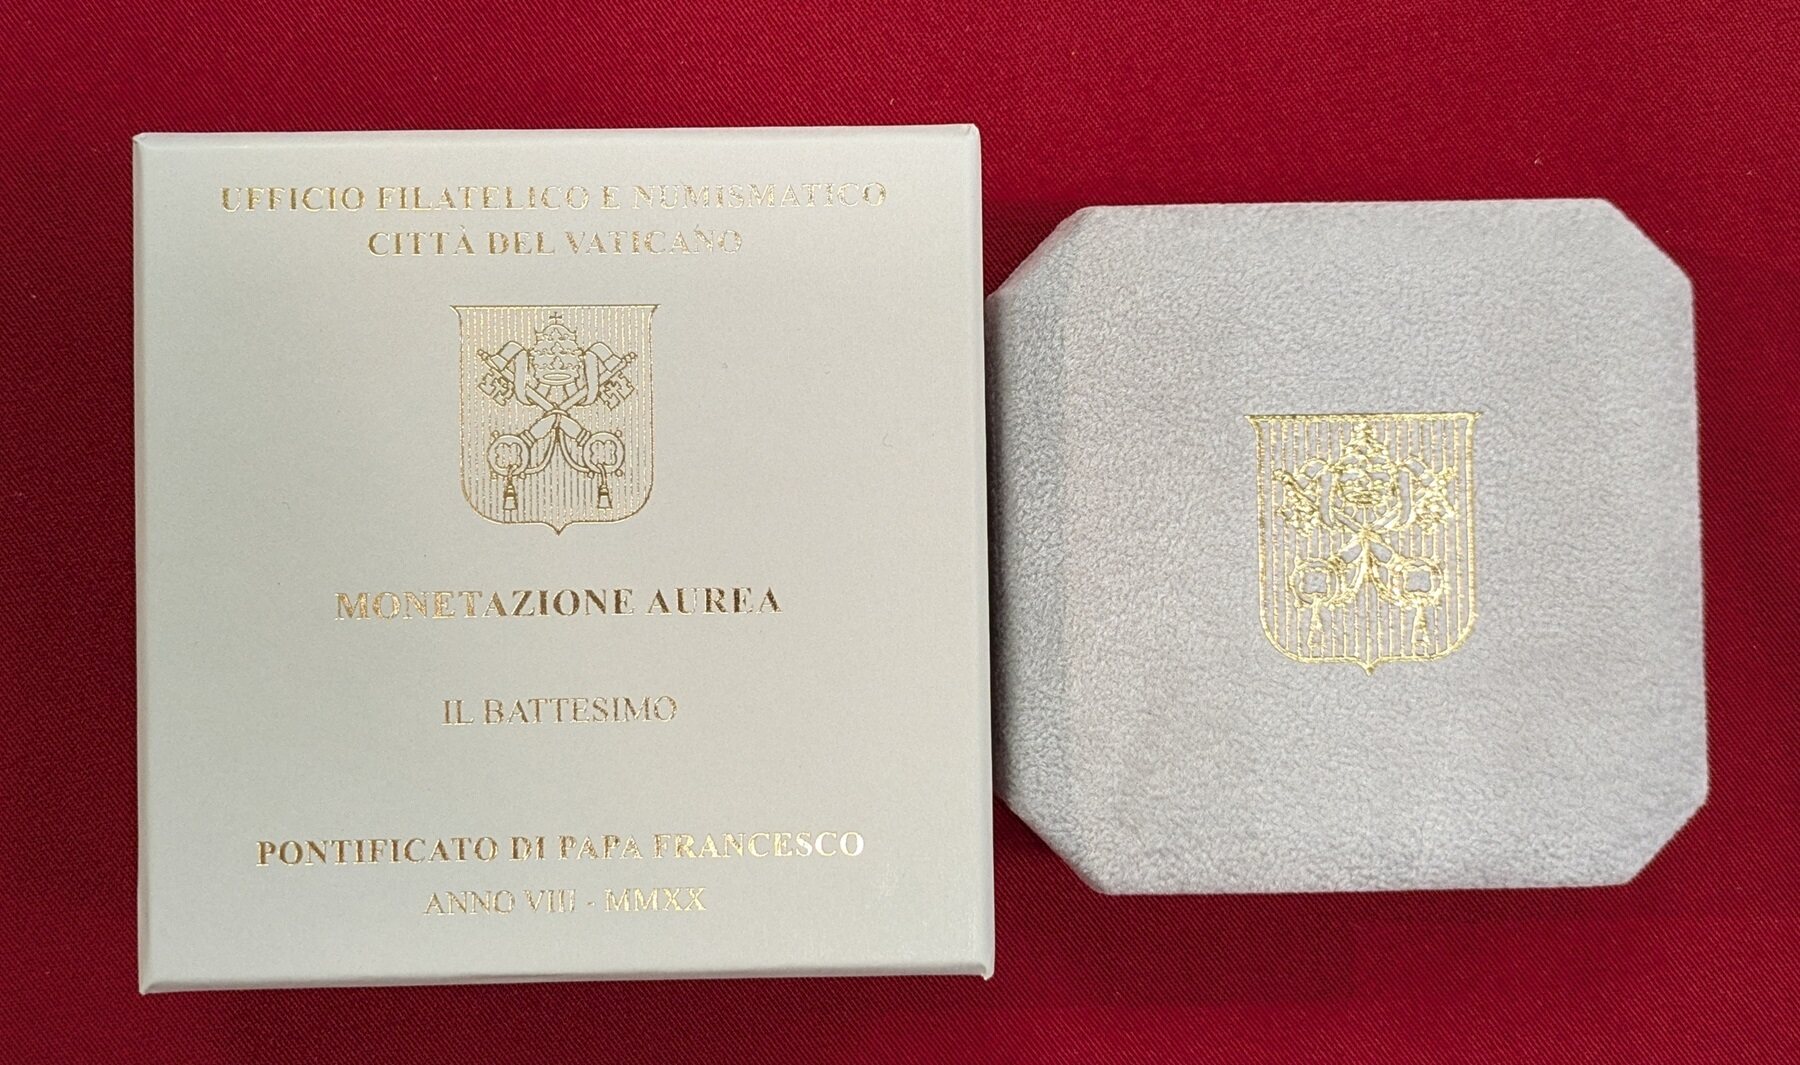 UFFICIO FILATELICO E NUMISMATICO
CITTÀ DEL VATICANO
MONETAZIONE AUREA
IL BATTESIMO
PONTIFICATO DI PAPA FRANCESCO
ANNO VIII - MMXX